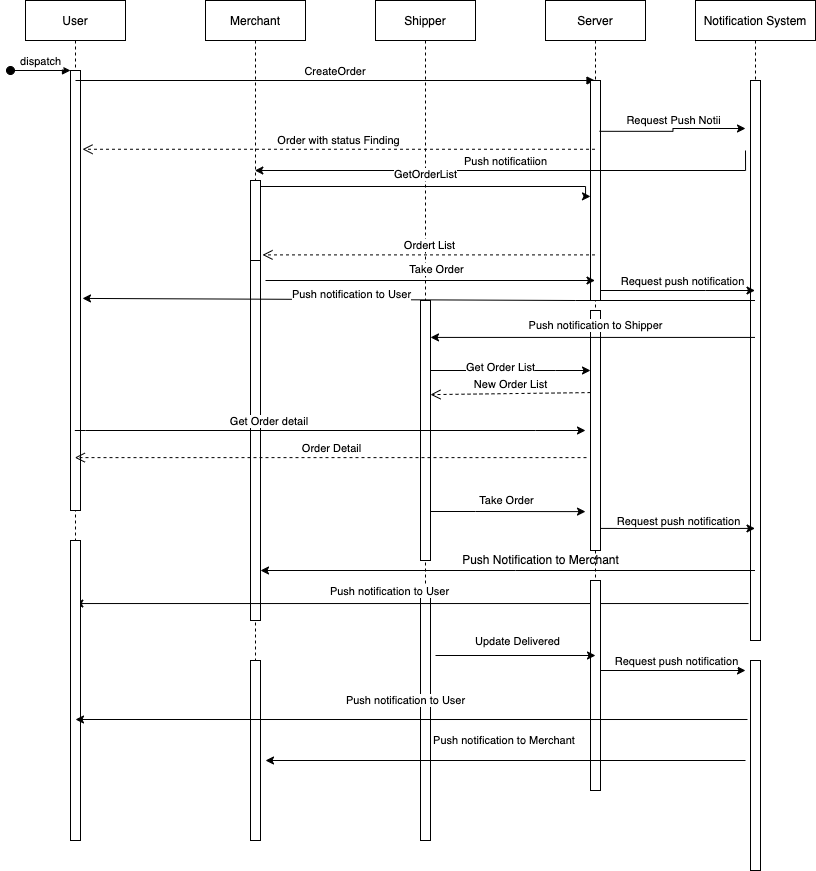 User
Merchant
Shipper
Server
Notification System
dispatch
CreateOrder
Request Push Notii
Order with status Finding
Push notificatiion
GetOrderList
Ordert List
Take Order
Request push notification
Push notification to User
Push notification to Shipper
Get Order List
New Order List
Get Order detail
Order Detail
Take Order
Request push notification
Push Notification to Merchant
Push notification to User
Update Delivered
Request push notification
Push notification to User
Push notification to Merchant